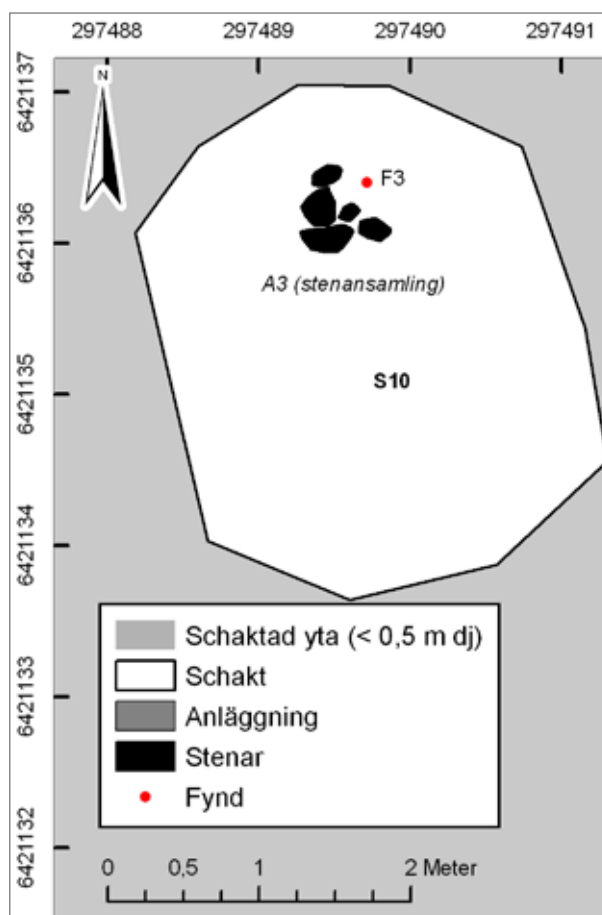 297488 297489 297490 297491
6421137
N
F3
6421136
A3 (stenansamling)
6421135
S10
6421134
Schaktad yta (< 0,5 m dj)
Schakt
6421133
Anläggning
Stenar
Fynd
6421132
0 0,5 1 2 Meter